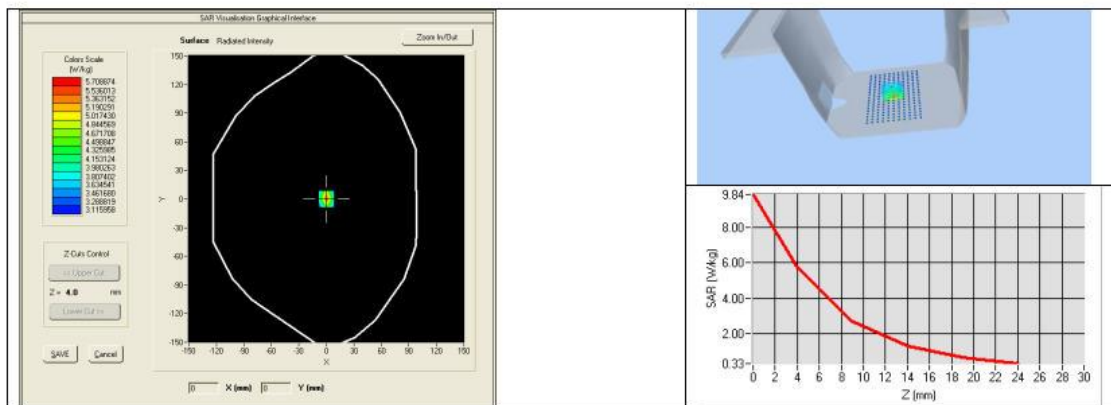 SAR Visualisation Graphical Interface
Surface Radiated Intensity
Zoom In/Out
Colors Scale
(W/kg)
5.708874
5.536013
5.363152
5.190291
5.017430
4.844569
4.671708
4.498847
4.325985
4.153124
3.980263
3.807402
3.634541
3.461680
3.288819
3.115958
150
120
90
60
30
Y
0
-30
-60
-90
-120
-150
-150 -120 -90 -60 -30 0 30 60 90 120 150
X
Z-Cuts Control
<< Upper Cut
Z = 4.0 mm
Lower Cut >>
SAVE
Cancel
0 X (mm) 0 Y (mm)
9.84
8.00
6.00
4.00
2.00
0.33
SAR (W/kg)
0 2 4 6 8 10 12 14 16 18 20 22 24 26 28 30
Z (mm)